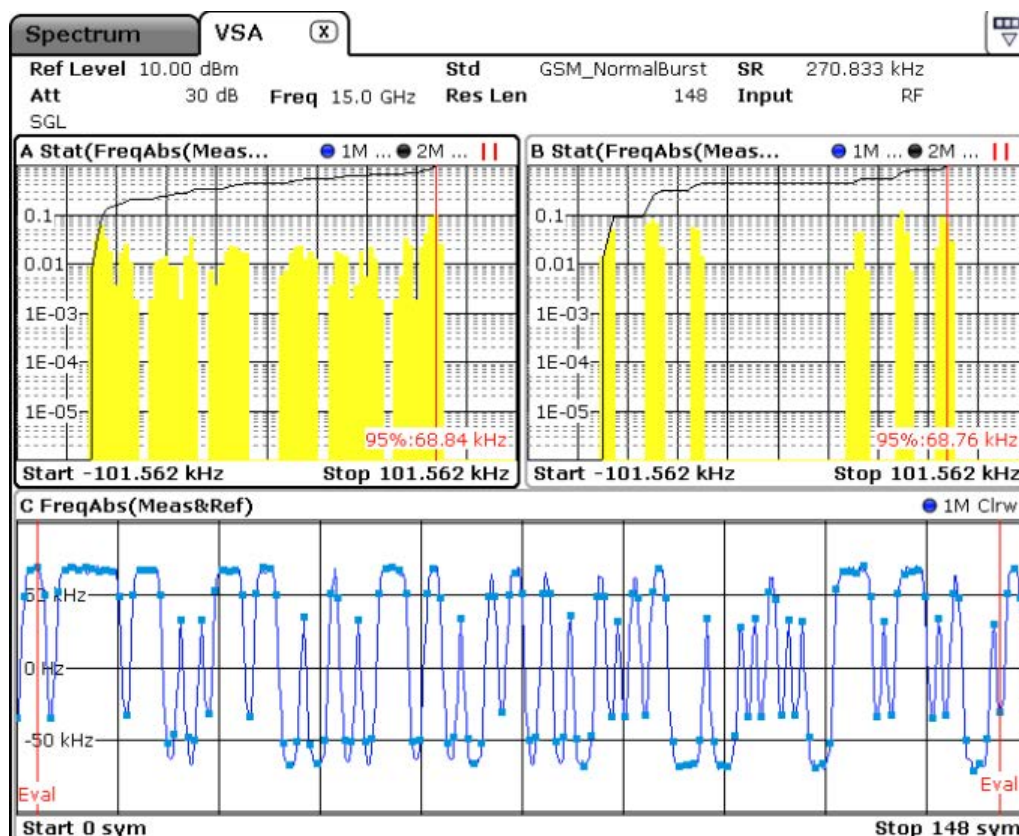 Spectrum VSA X
Ref Level 10.00 dBm Std GSM_NormalBurst SR 270.833 kHz
Att 30 dB Freq 15.0 GHz Res Len 148 Input RF
SGL
A Stat(FreqAbs(Meas... 1M ... 2M ...
0.1
0.01
1E-03
1E-04
1E-05
95%:68.84 kHz
Start -101.562 kHz Stop 101.562 kHz
B Stat(FreqAbs(Meas... 1M ... 2M ...
0.1
0.01
1E-03
1E-04
1E-05
95%:68.76 kHz
Start -101.562 kHz Stop 101.562 kHz
C FreqAbs(Meas&Ref) 1M Clrw
50 kHz
0 Hz
-50 kHz
Eval Eval
Start 0 sym Stop 148 sym